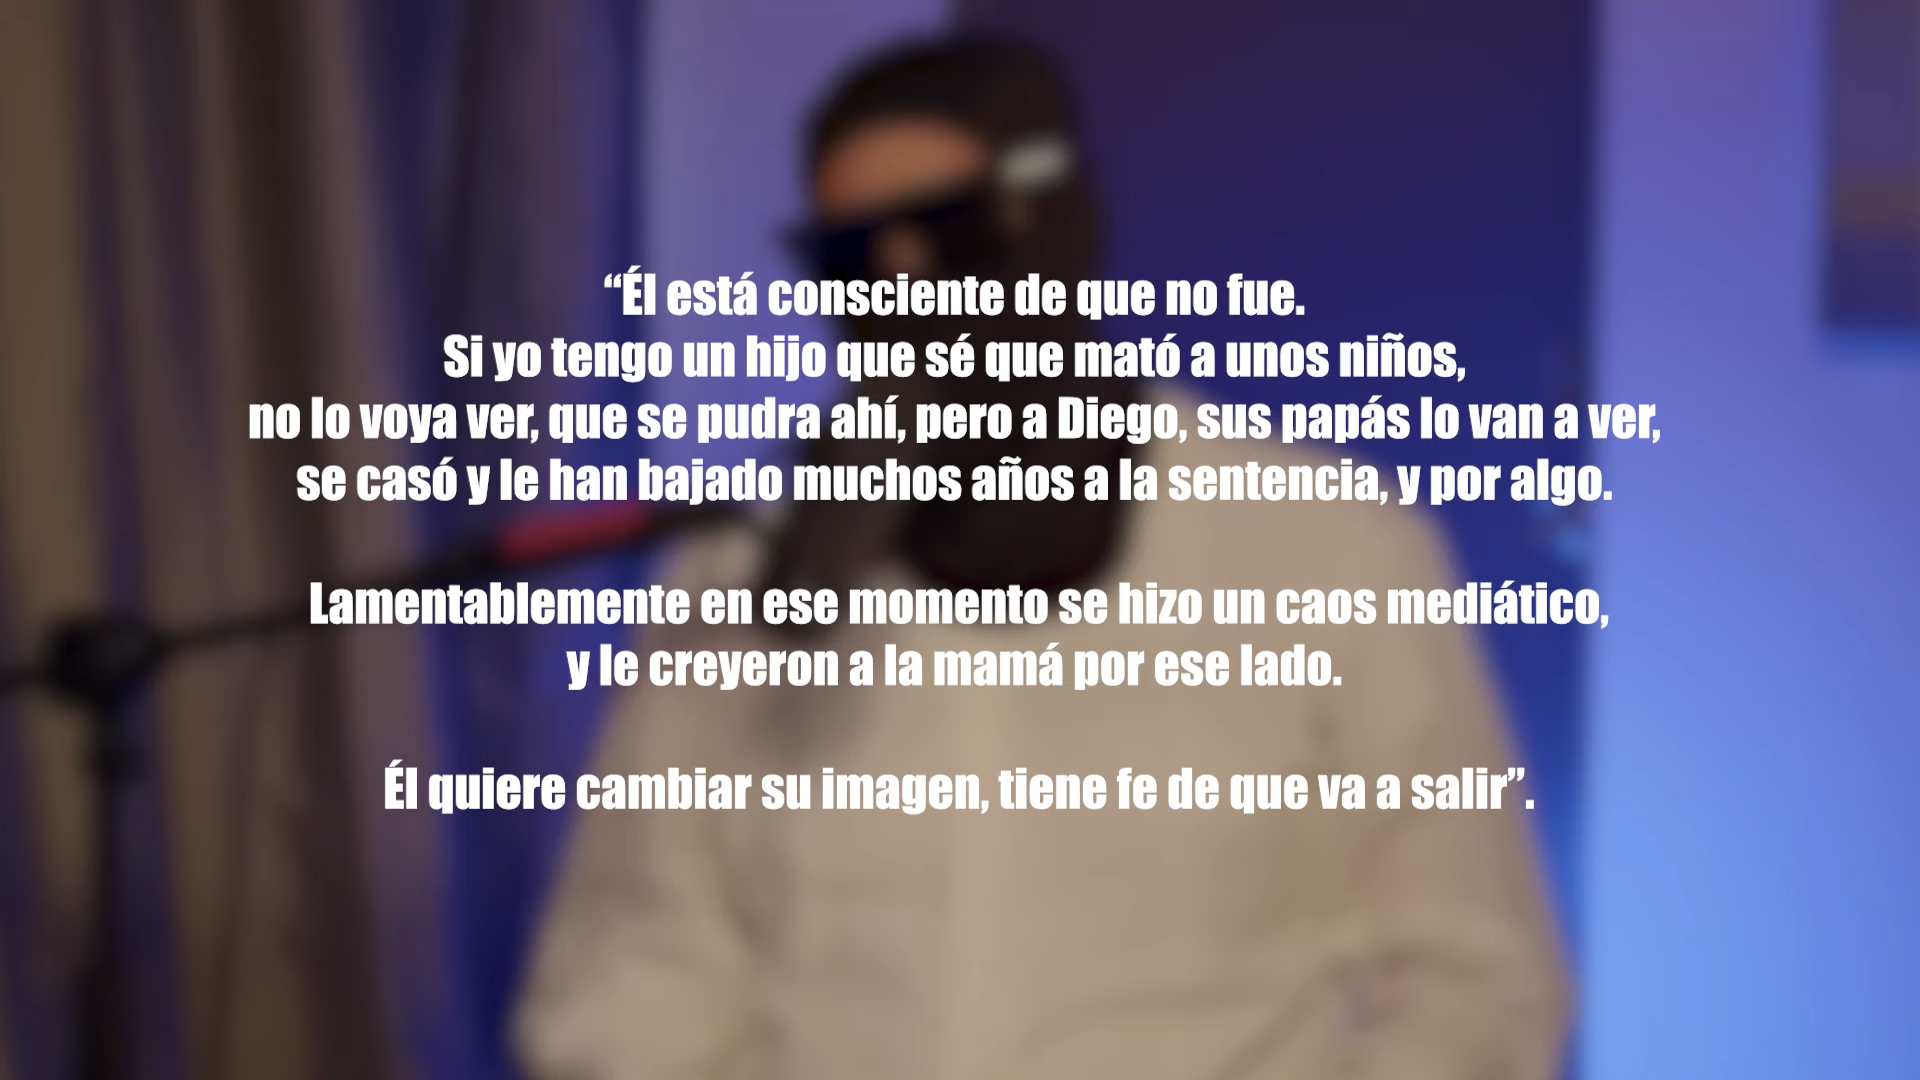 “Él está consciente de que no fue.
Si yo tengo un hijo que sé que mató a unos niños,
no lo voya ver, que se pudra ahí, pero a Diego, sus papás lo van a ver,
se casó y le han bajado muchos años a la sentencia, y por algo.
Lamentablemente en ese momento se hizo un caos mediático,
y le creyeron a la mamá por ese lado.
Él quiere cambiar su imagen, tiene fe de que va a salir”.